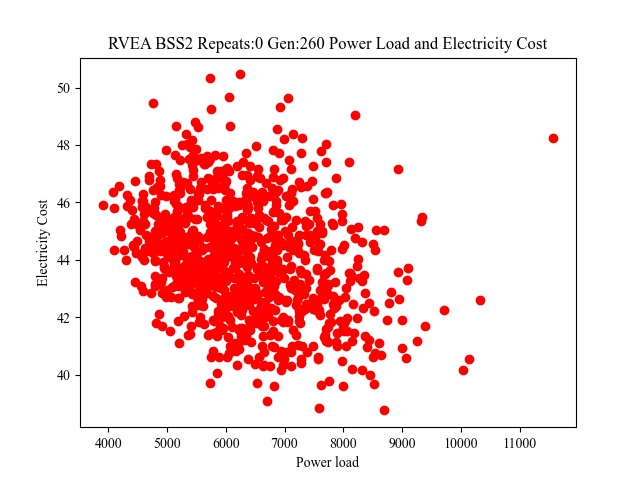 RVEA BSS2 Repeats:0 Gen:260 Power Load and Electricity Cost
50
48
46
44
42
40
Electricity Cost
4000 5000 6000 7000 8000 9000 10000 11000
Power load